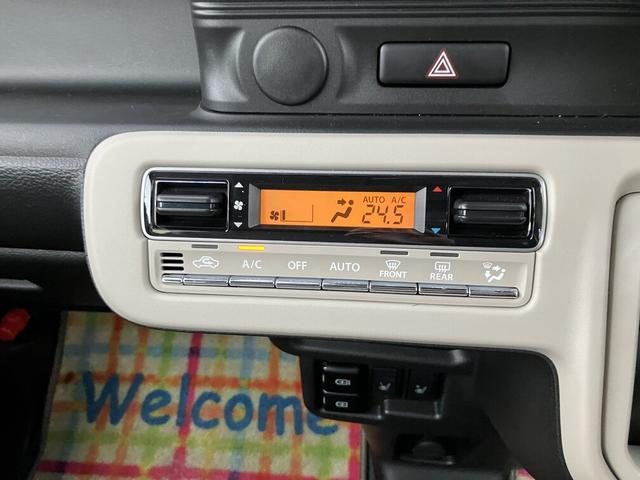 AUTO A/C
24.5
A/C OFF AUTO FRONT REAR
Welcome